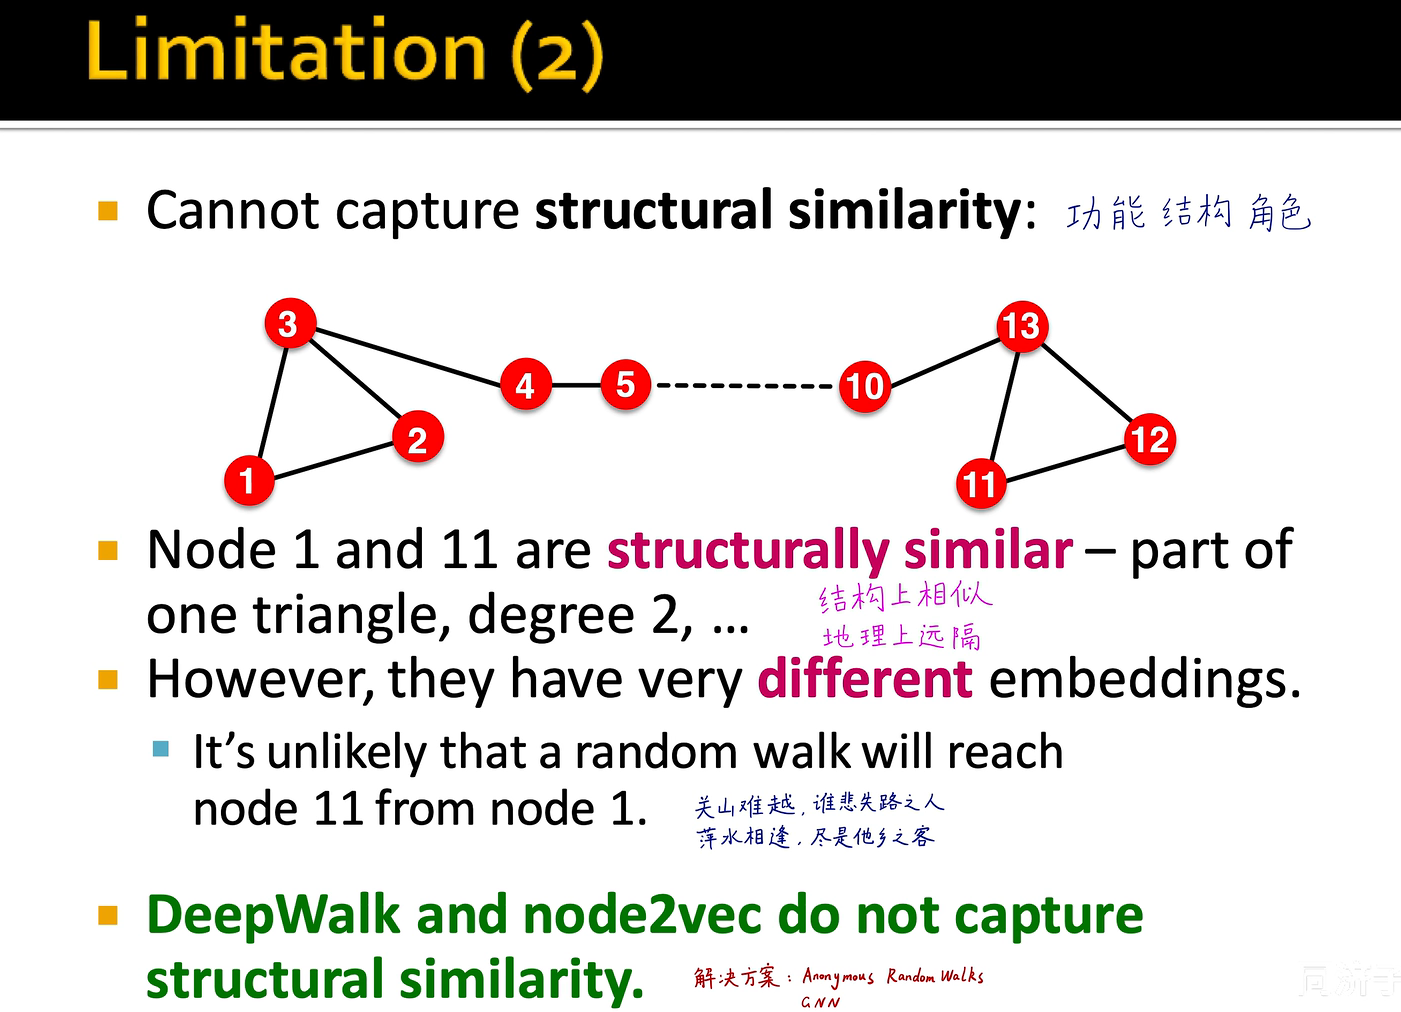 Limitation (2)
Cannot capture structural similarity: 功能 结构 角色
3
13
4
5
10
2
12
1
11
Node 1 and 11 are structurally similar – part of
one triangle, degree 2, ...
结构上相似
地理上远隔
However, they have very different embeddings.
It's unlikely that a random walk will reach
node 11 from node 1.
关山难越，谁悲失路之人
萍水相逢，尽是他乡之客
DeepWalk and node2vec do not capture
structural similarity.
解决方案：Anonymous Random Walks
GNN